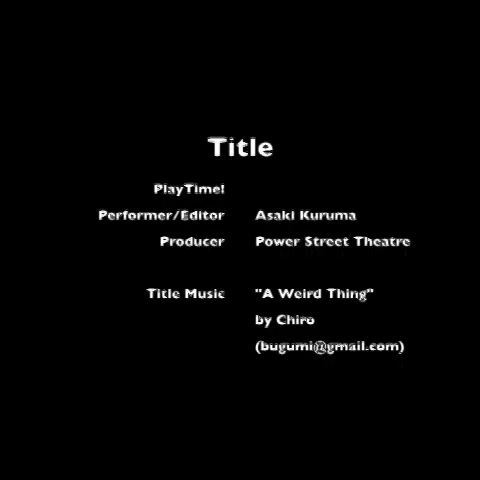 Title
PlayTime!
Performer/Editor Asaki Kuruma
Producer Power Street Theatre
Title Music "A Weird Thing"
by Chiro
(bugumi@gmail.com)